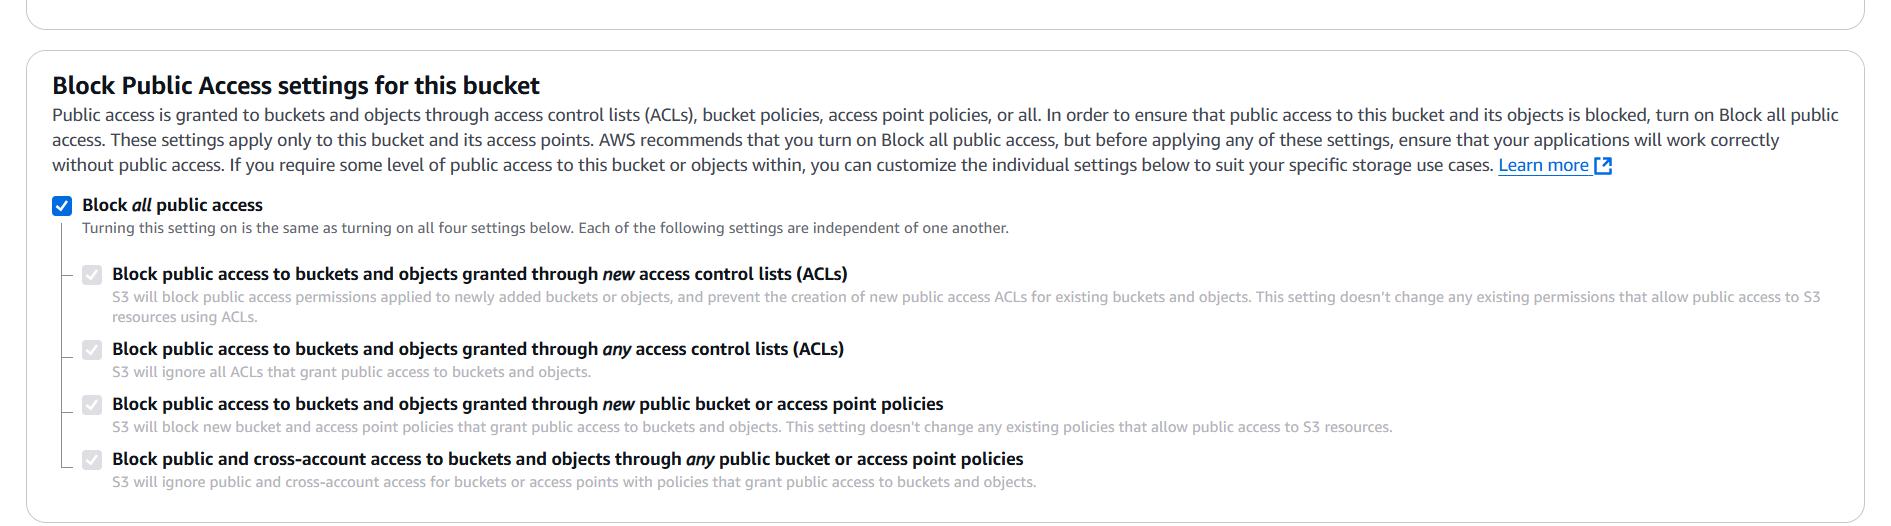 Block Public Access settings for this bucket
Public access is granted to buckets and objects through access control lists (ACLs), bucket policies, access point policies, or all. In order to ensure that public access to this bucket and its objects is blocked, turn on Block all public
access. These settings apply only to this bucket and its access points. AWS recommends that you turn on Block all public access, but before applying any of these settings, ensure that your applications will work correctly
without public access. If you require some level of public access to this bucket or objects within, you can customize the individual settings below to suit your specific storage use cases. Learn more
Block all public access
Turning this setting on is the same as turning on all four settings below. Each of the following settings are independent of one another.
Block public access to buckets and objects granted through new access control lists (ACLs)
S3 will block public access permissions applied to newly added buckets or objects, and prevent the creation of new public access ACLs for existing buckets and objects. This setting doesn't change any existing permissions that allow public access to S3
resources using ACLs.
Block public access to buckets and objects granted through any access control lists (ACLs)
S3 will ignore all ACLs that grant public access to buckets and objects.
Block public access to buckets and objects granted through new public bucket or access point policies
S3 will block new bucket and access point policies that grant public access to buckets and objects. This setting doesn't change any existing policies that allow public access to S3 resources.
Block public and cross-account access to buckets and objects through any public bucket or access point policies
S3 will ignore public and cross-account access for buckets or access points with policies that grant public access to buckets and objects.